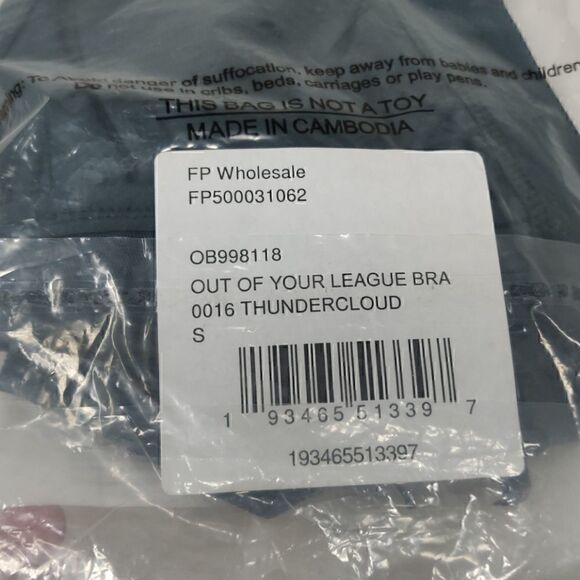 Warning: To Avoid danger of suffocation, keep away from babies and children
Do not use in cribs, beds, carriages or play pens.
THIS BAG IS NOT A TOY
MADE IN CAMBODIA
FP Wholesale
FP500031062
OB998118
OUT OF YOUR LEAGUE BRA
0016 THUNDERCLOUD
S
1 93465 51339 7
193465513397